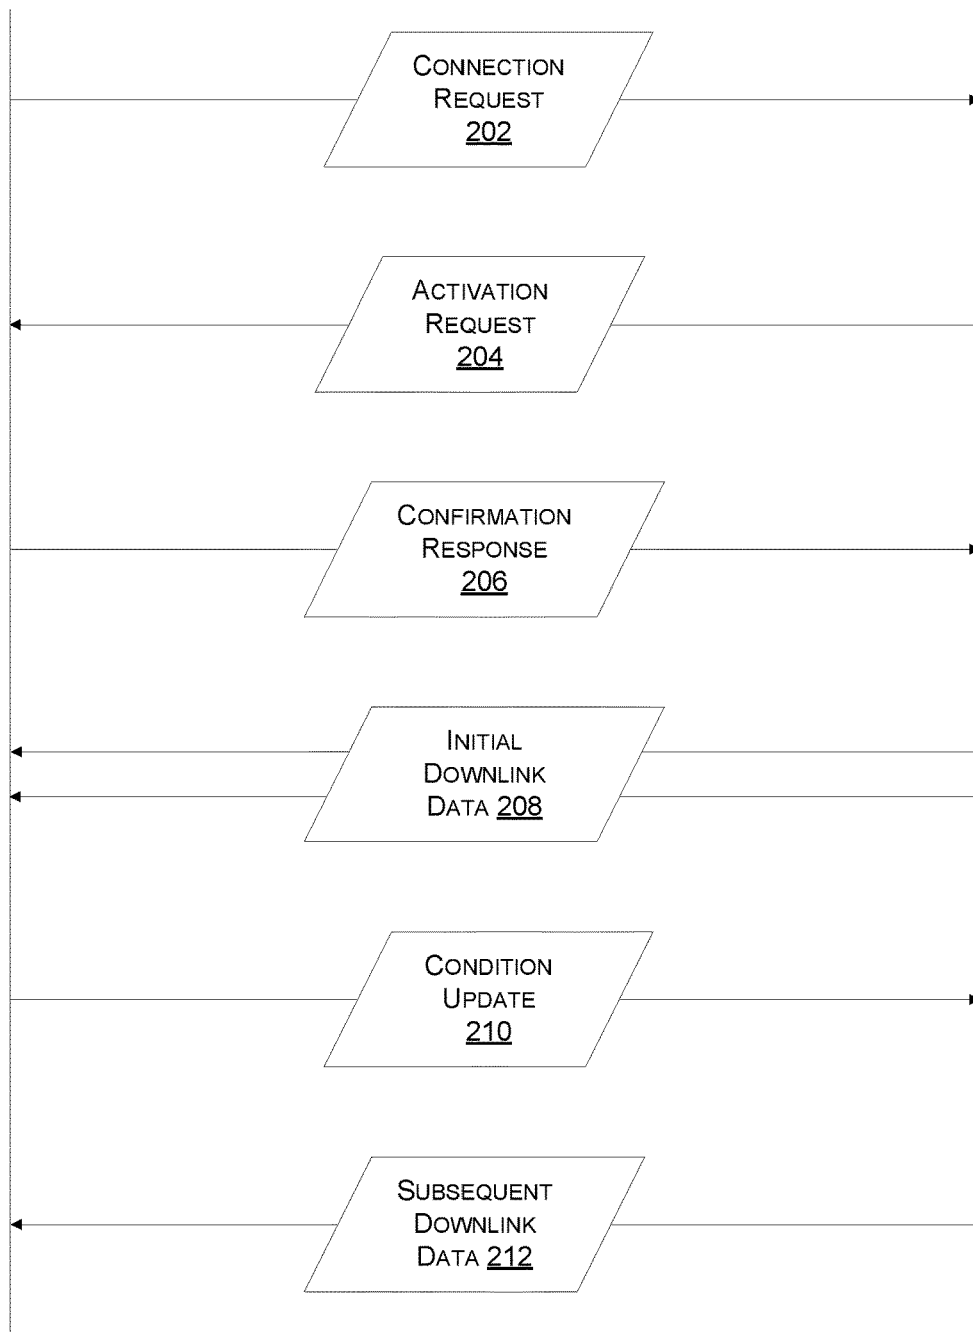 CONNECTION
REQUEST
202
ACTIVATION
REQUEST
204
CONFIRMATION
RESPONSE
206
INITIAL
DOWNLINK
DATA 208
CONDITION
UPDATE
210
SUBSEQUENT
DOWNLINK
DATA 212